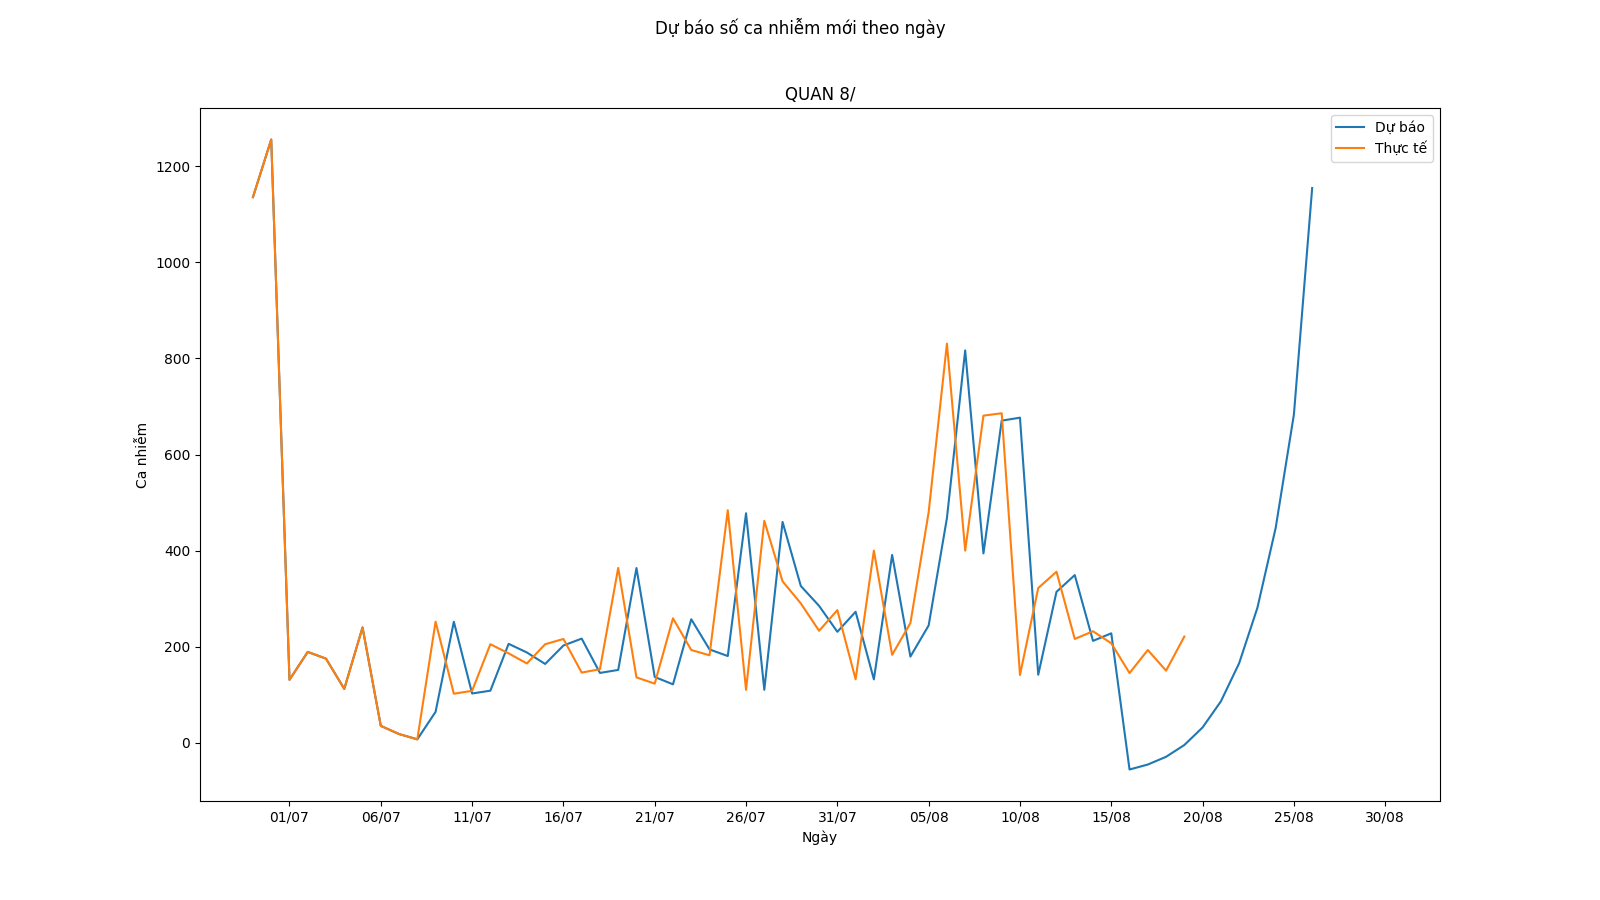 Dự báo số ca nhiễm mới theo ngày
QUAN 8/
Dự báo
Thực tế
1200
1000
800
600
400
200
0
Ca nhiễm
01/07 06/07 11/07 16/07 21/07 26/07 31/07 05/08 10/08 15/08 20/08 25/08 30/08
Ngày